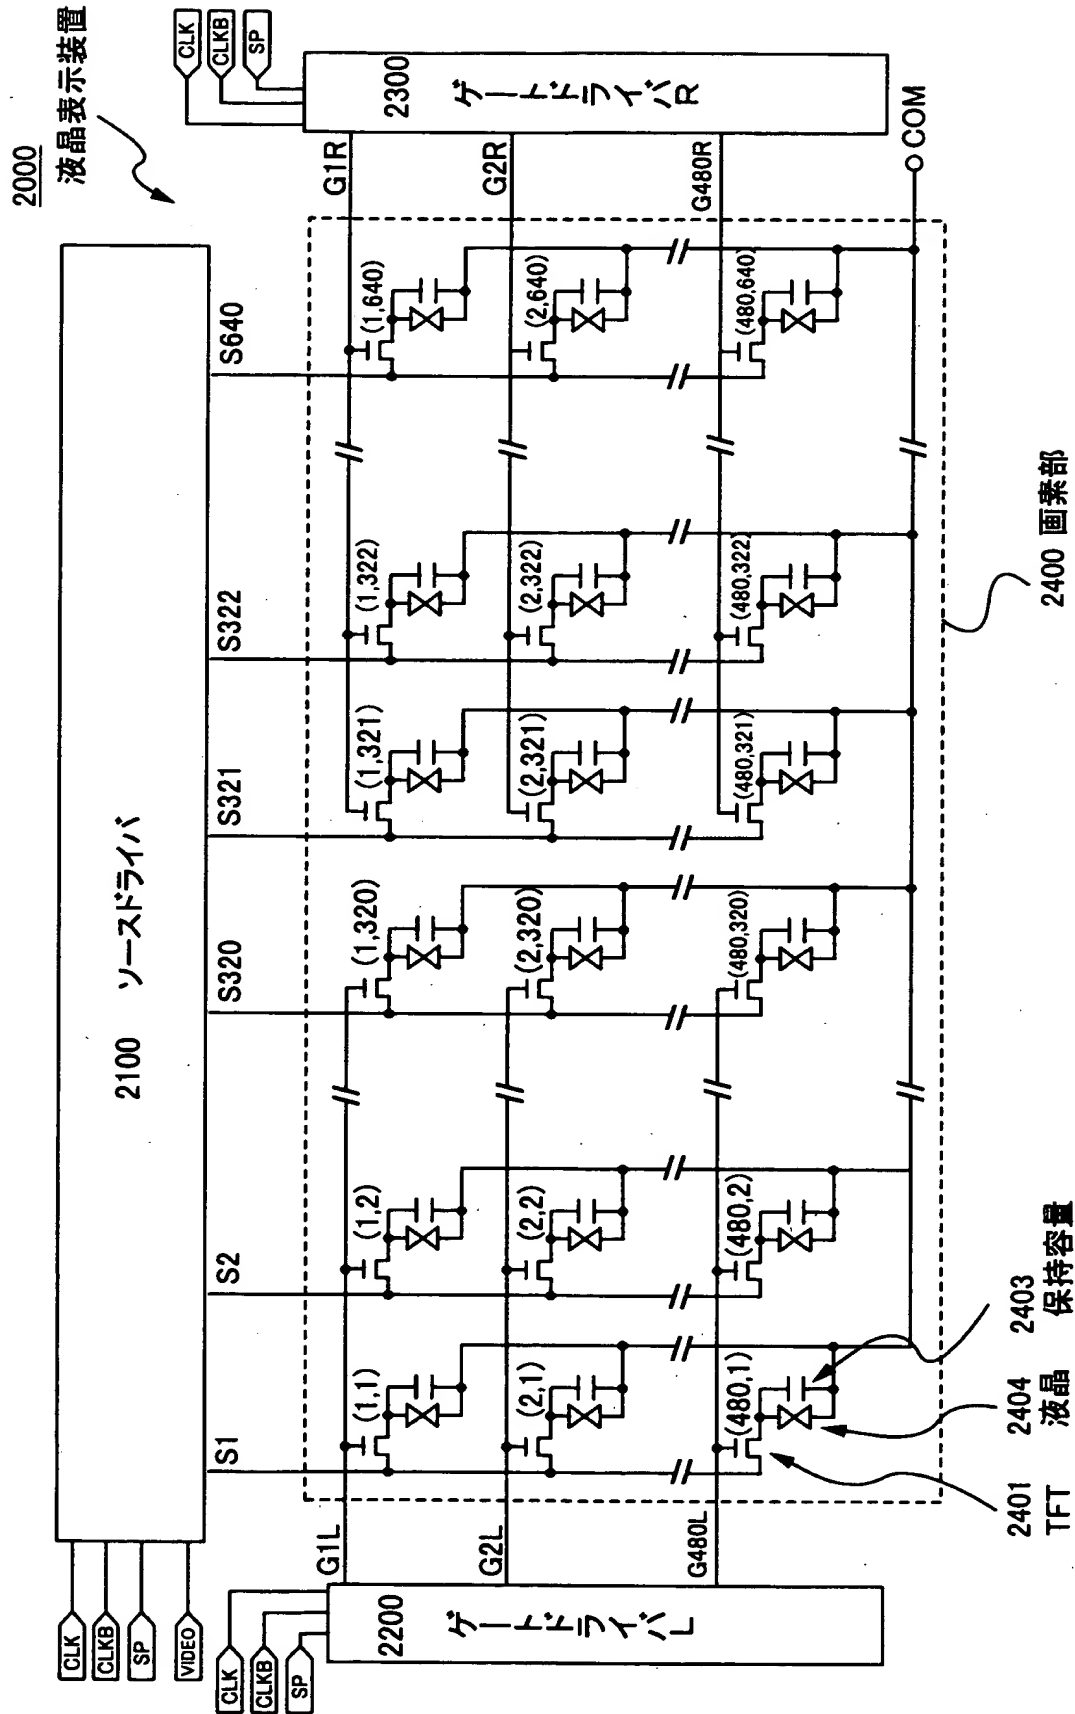 2000
液晶表示装置
CLK
CLKB
SP
VIDEO
2100 ソースドライバ
CLK
CLKB
SP
CLK
CLKB
SP
S1
S2
S320
S321
S322
S640
2200
ゲートドライバL
2300
ゲートドライバR
G1L
G1R
(1,1)
(1,2)
(1,320)
(1,321)
(1,322)
(1,640)
G2L
G2R
(2,1)
(2,2)
(2,320)
(2,321)
(2,322)
(2,640)
G480L
G480R
(480,1)
(480,2)
(480,320)
(480,321)
(480,322)
(480,640)
COM
2401
TFT
2404
液晶
2403
保持容量
2400 画素部